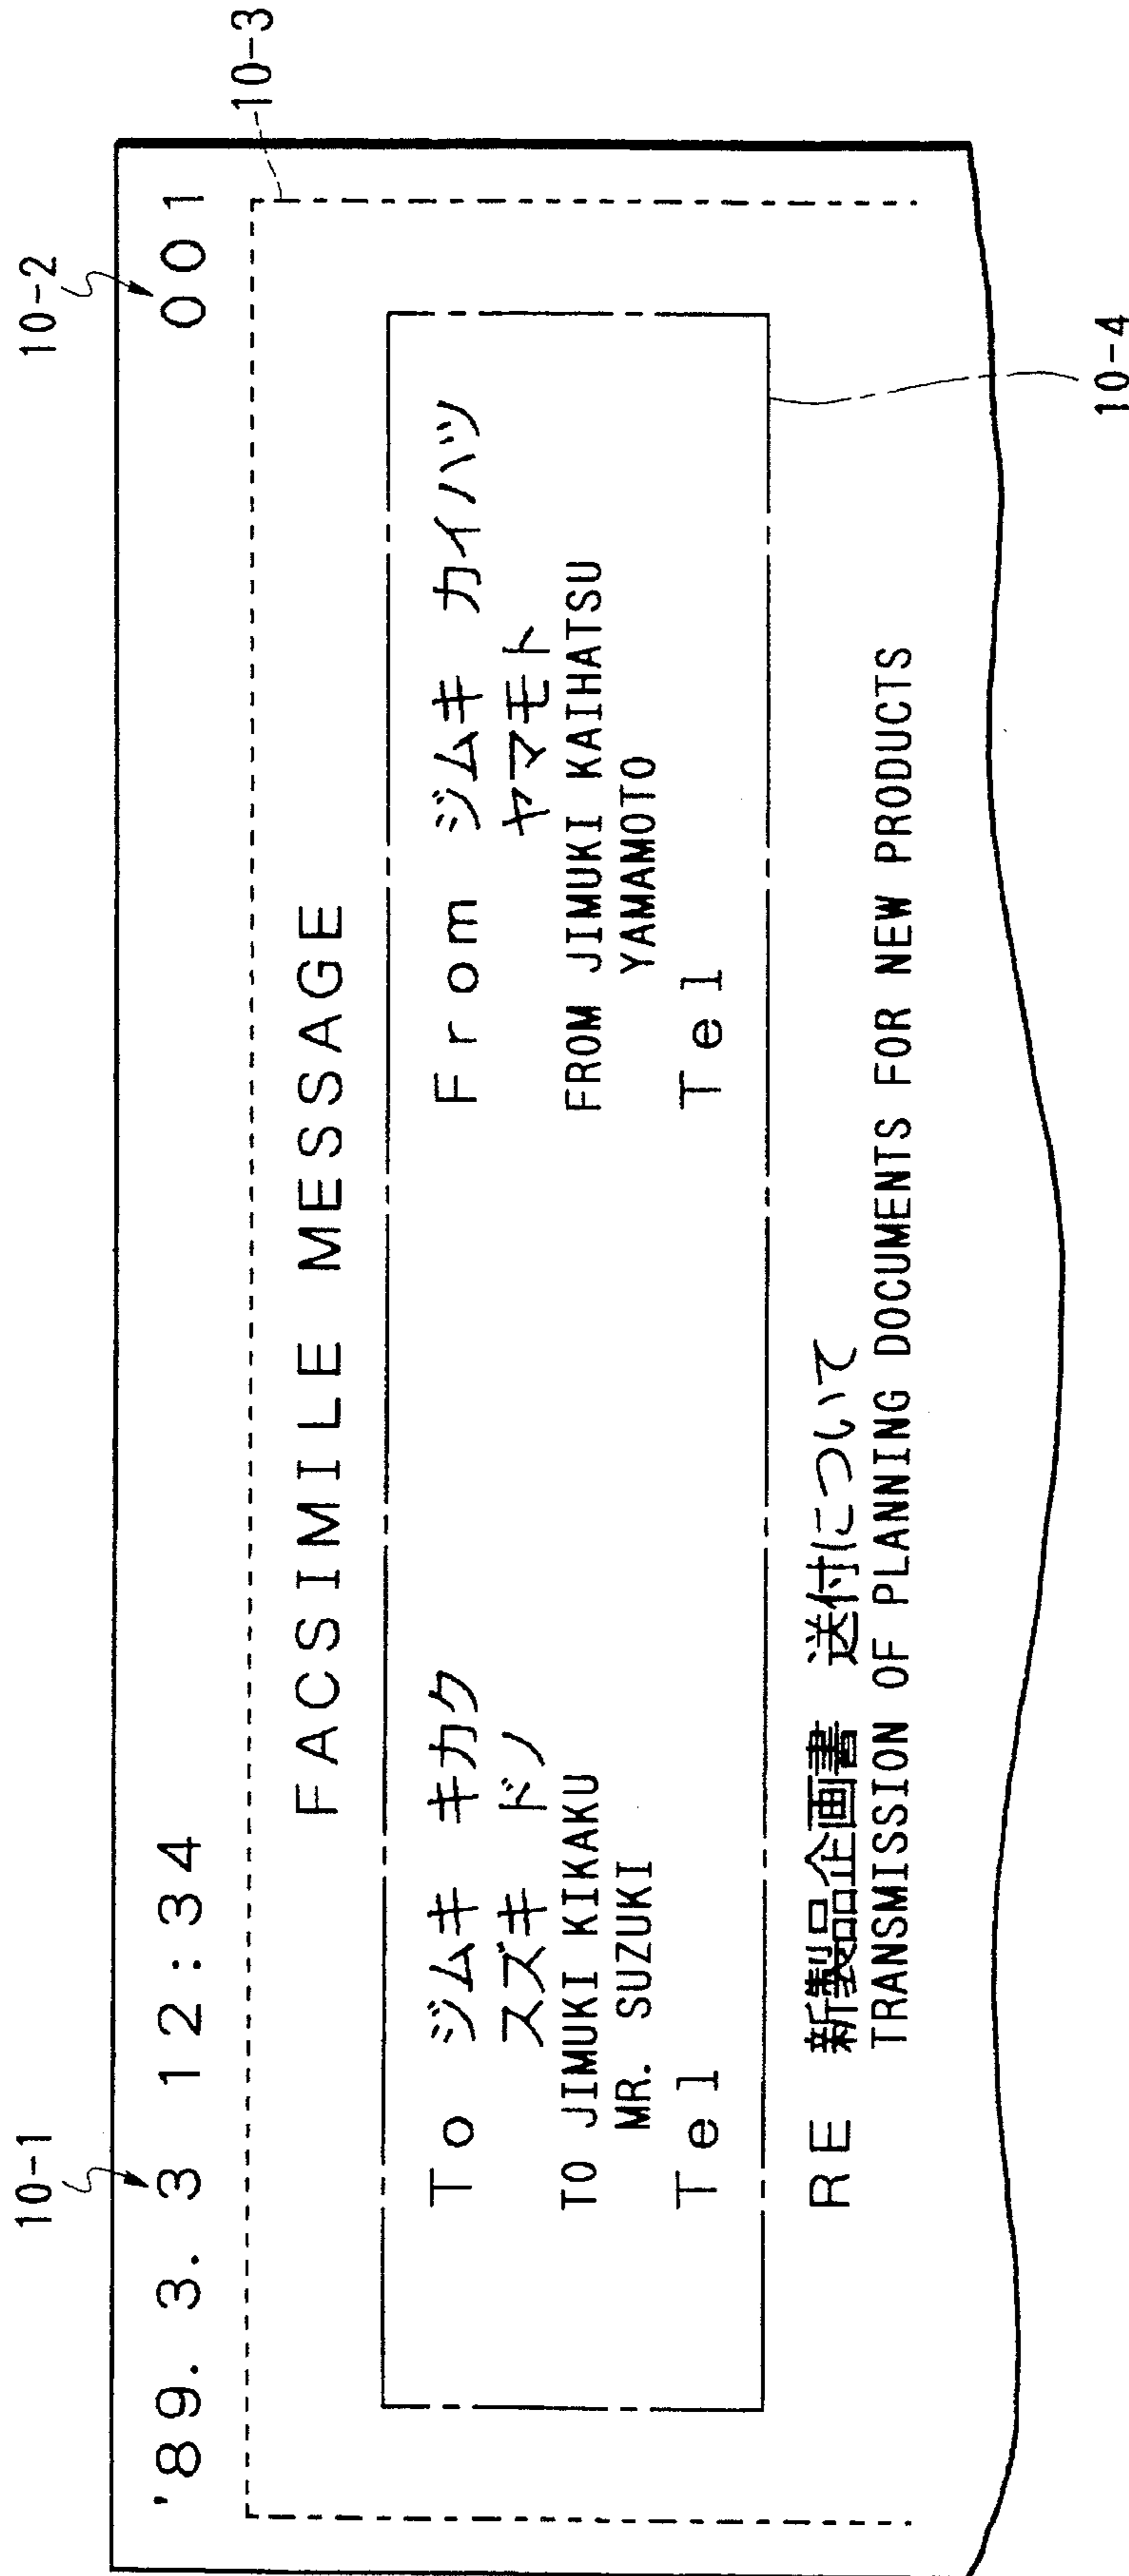 10-1
10-2
'89. 3. 3 12:34
001
10-3
FACSIMILE MESSAGE
To ジムキ キカク
スズキ ドノ
TO JIMUKI KIKAKU
MR. SUZUKI
Tel
From ジムキ カイハツ
ヤマモト
FROM JIMUKI KAIHATSU
YAMAMOTO
Tel
10-4
RE 新製品企画書 送付について
TRANSMISSION OF PLANNING DOCUMENTS FOR NEW PRODUCTS